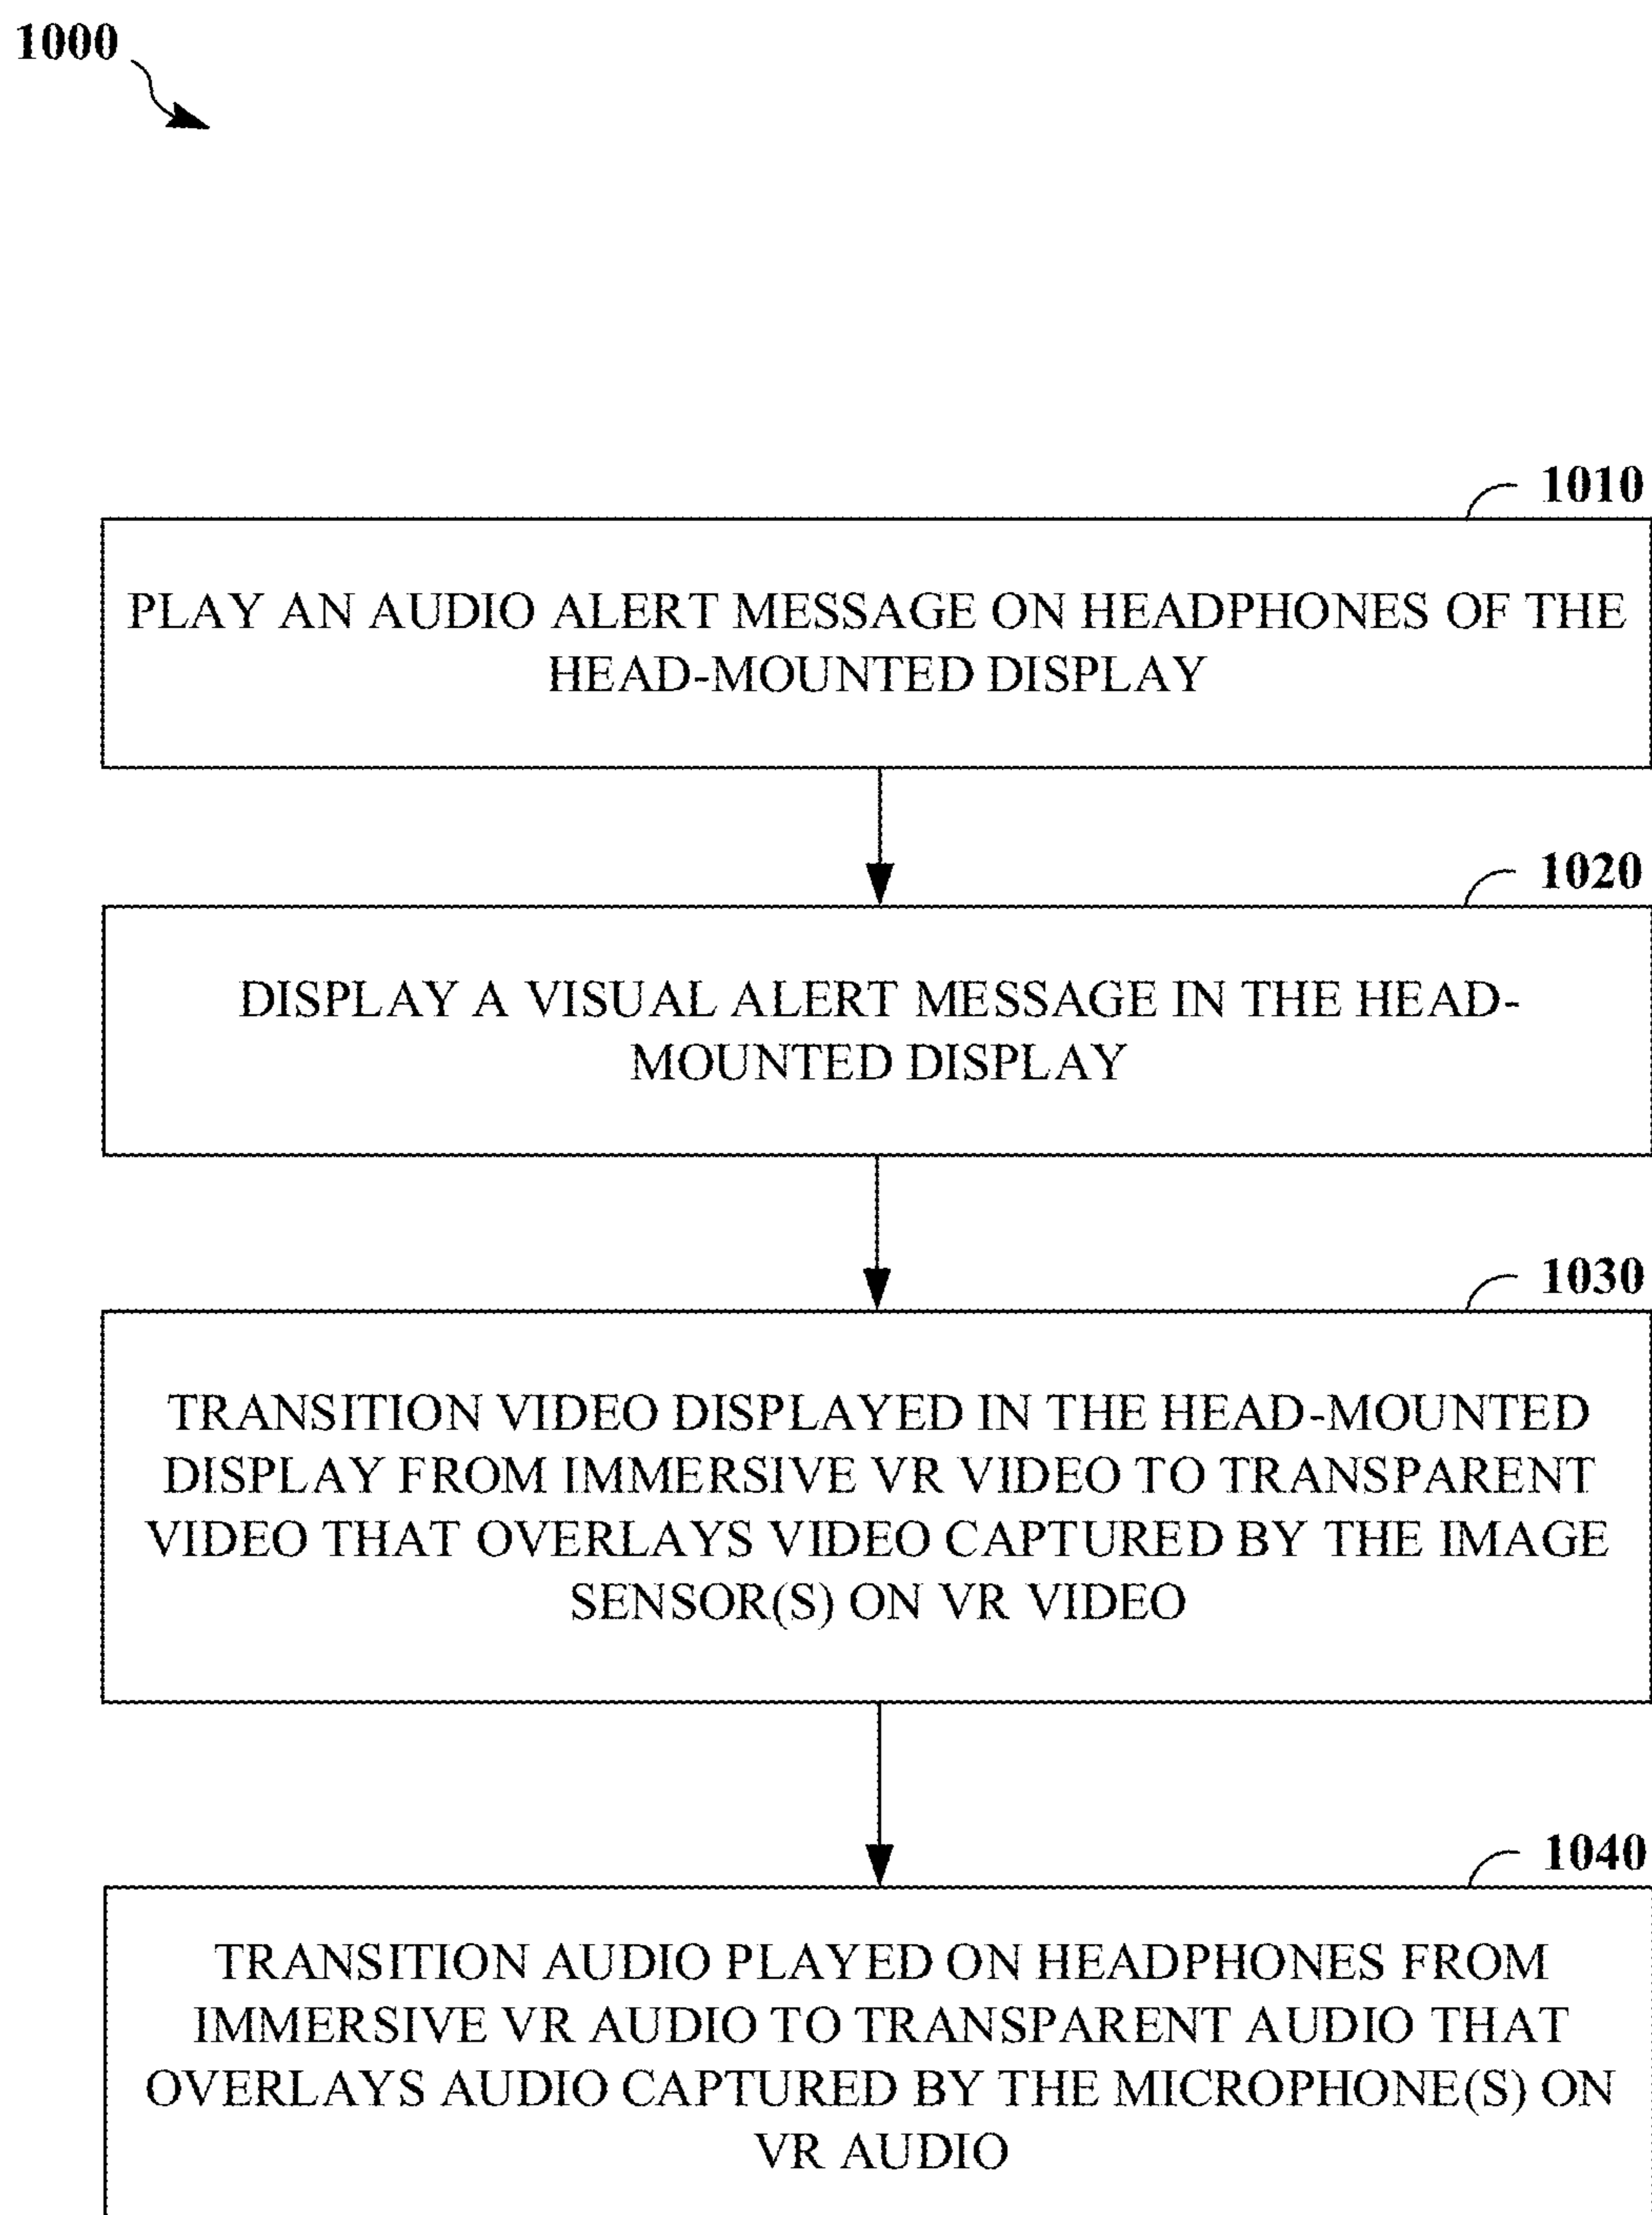 1000
1010
PLAY AN AUDIO ALERT MESSAGE ON HEADPHONES OF THE
HEAD-MOUNTED DISPLAY
1020
DISPLAY A VISUAL ALERT MESSAGE IN THE HEAD-
MOUNTED DISPLAY
1030
TRANSITION VIDEO DISPLAYED IN THE HEAD-MOUNTED
DISPLAY FROM IMMERSIVE VR VIDEO TO TRANSPARENT
VIDEO THAT OVERLAYS VIDEO CAPTURED BY THE IMAGE
SENSOR(S) ON VR VIDEO
1040
TRANSITION AUDIO PLAYED ON HEADPHONES FROM
IMMERSIVE VR AUDIO TO TRANSPARENT AUDIO THAT
OVERLAYS AUDIO CAPTURED BY THE MICROPHONE(S) ON
VR AUDIO